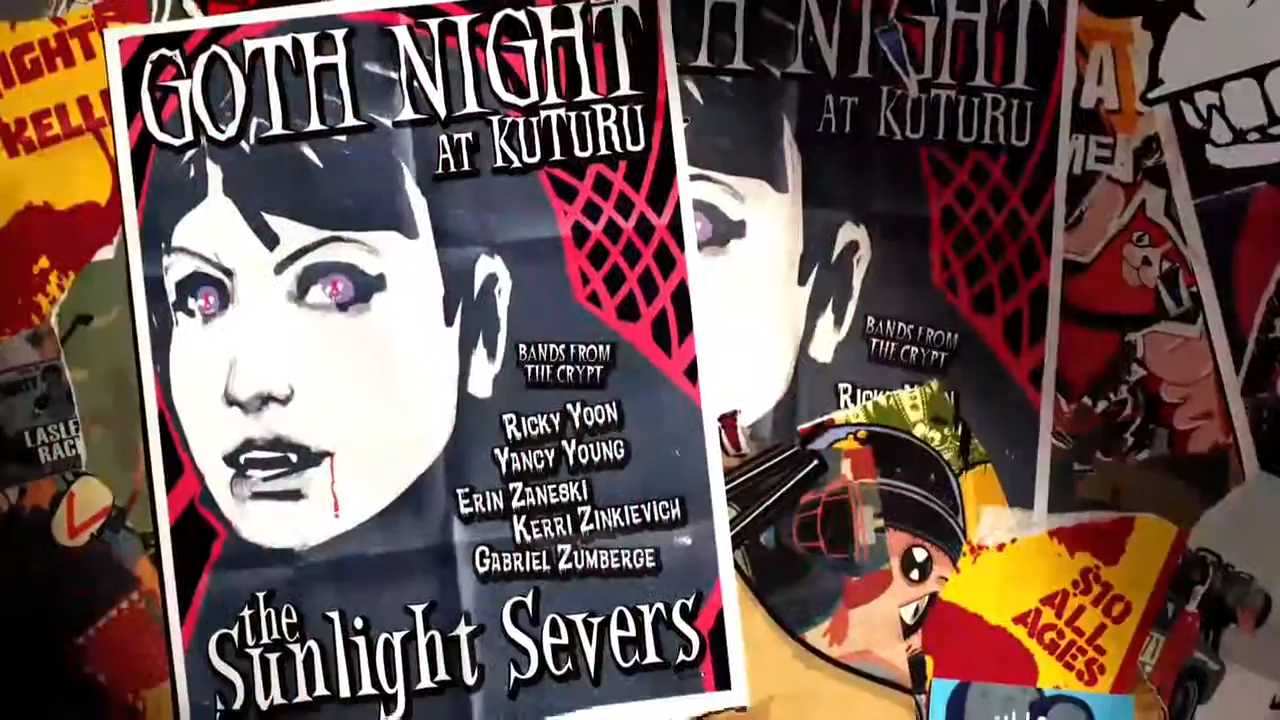 GOTH NIGHT
AT KUTURU
BANDS FROM
THE CRYPT
RICKY YOON
YANCY YOUNG
ERIN ZANESKI
KERRI ZINKIEVICH
GABRIEL ZUMBERGE
the
Sunlight Severs
H NIGHT
AT KUTURU
BANDS FROM
THE CRYPT
$10
ALL
AGES